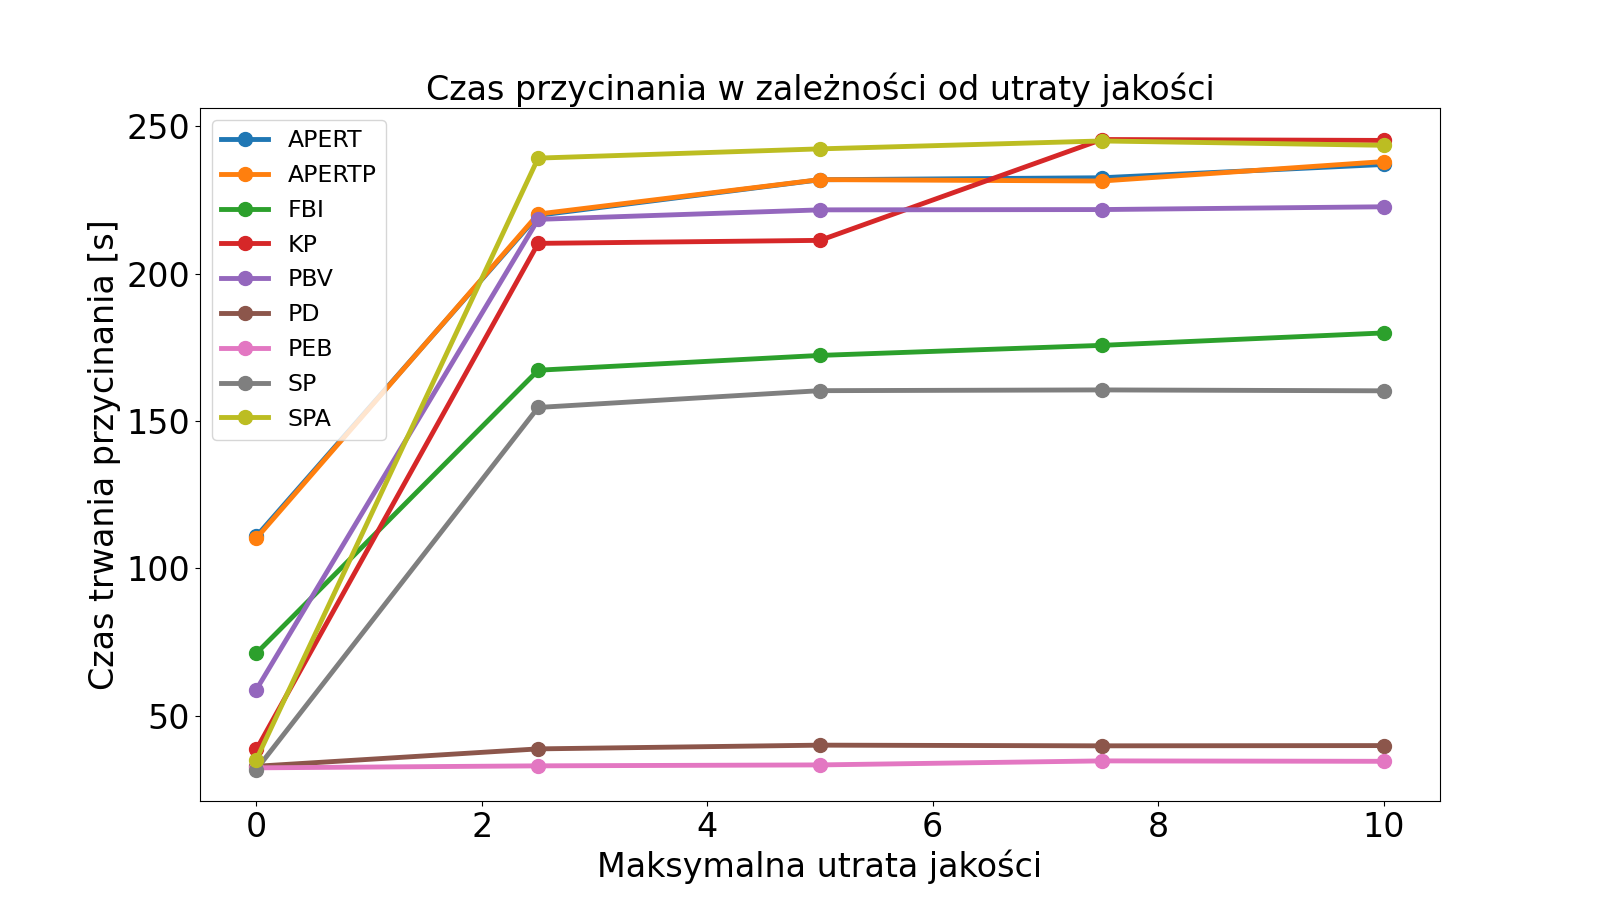 Czas przycinania w zależności od utraty jakości
Czas trwania przycinania [s]
250
200
150
100
50
APERT
APERTP
FBI
KP
PBV
PD
PEB
SP
SPA
0 2 4 6 8 10
Maksymalna utrata jakości